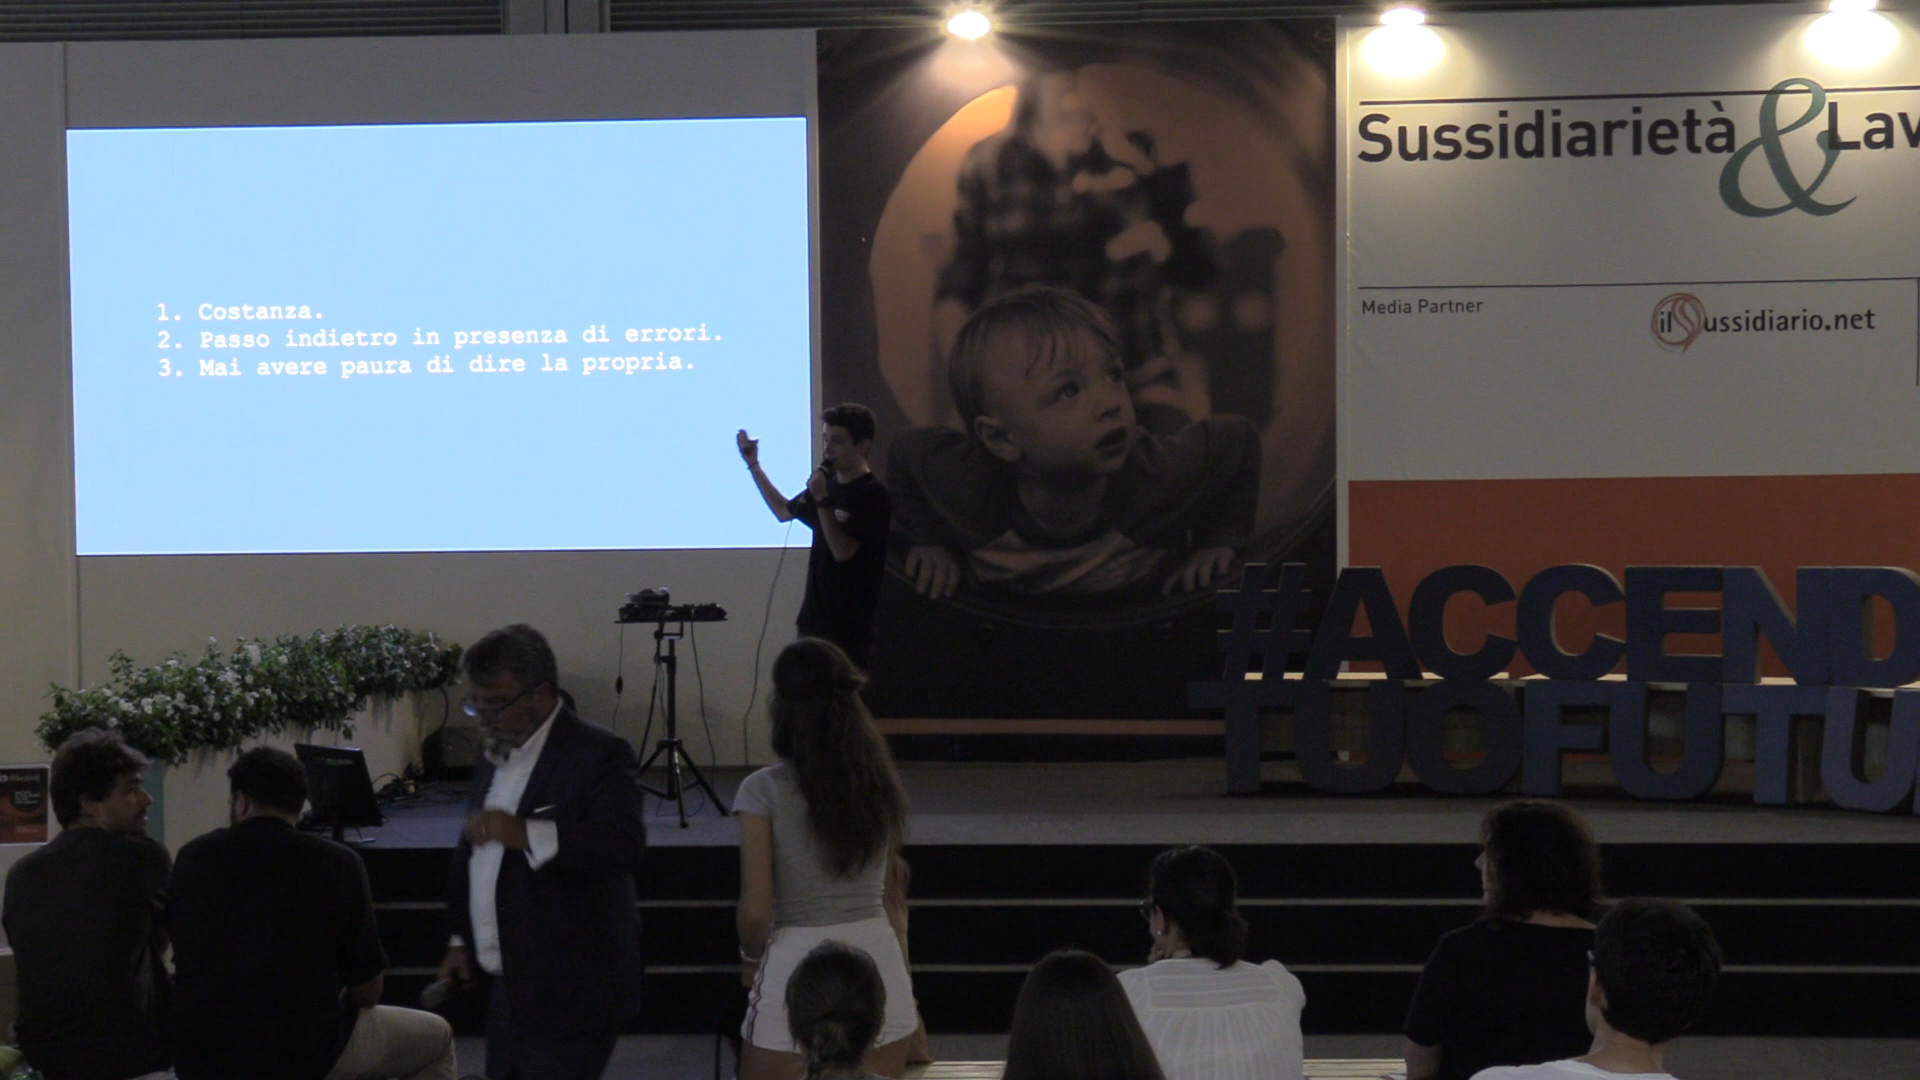 1. Costanza.
2. Passo indietro in presenza di errori.
3. Mai avere paura di dire la propria.
Sussidiarietà & Lav
Media Partner
ilSussidiario.net
#ACCEND
TUOFUTU